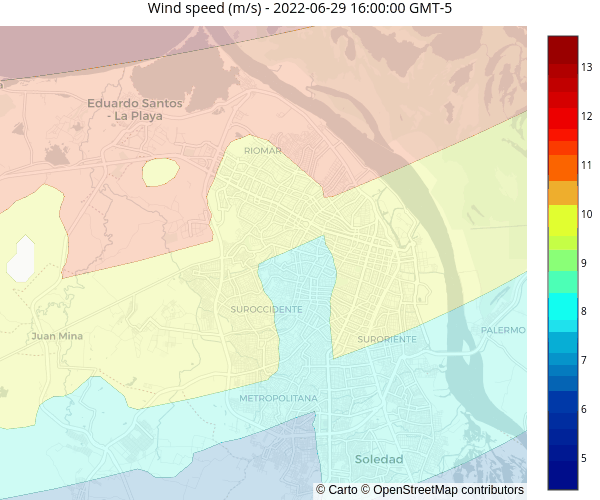 Wind speed (m/s) - 2022-06-29 16:00:00 GMT-5
Eduardo Santos
- La Playa
RIOMAR
SUROCCIDENTE
Juan Mina
SURORIENTE
PALERMO
METROPOLITANA
Soledad
© Carto © OpenStreetMap contributors
13
12
11
10
9
8
7
6
5